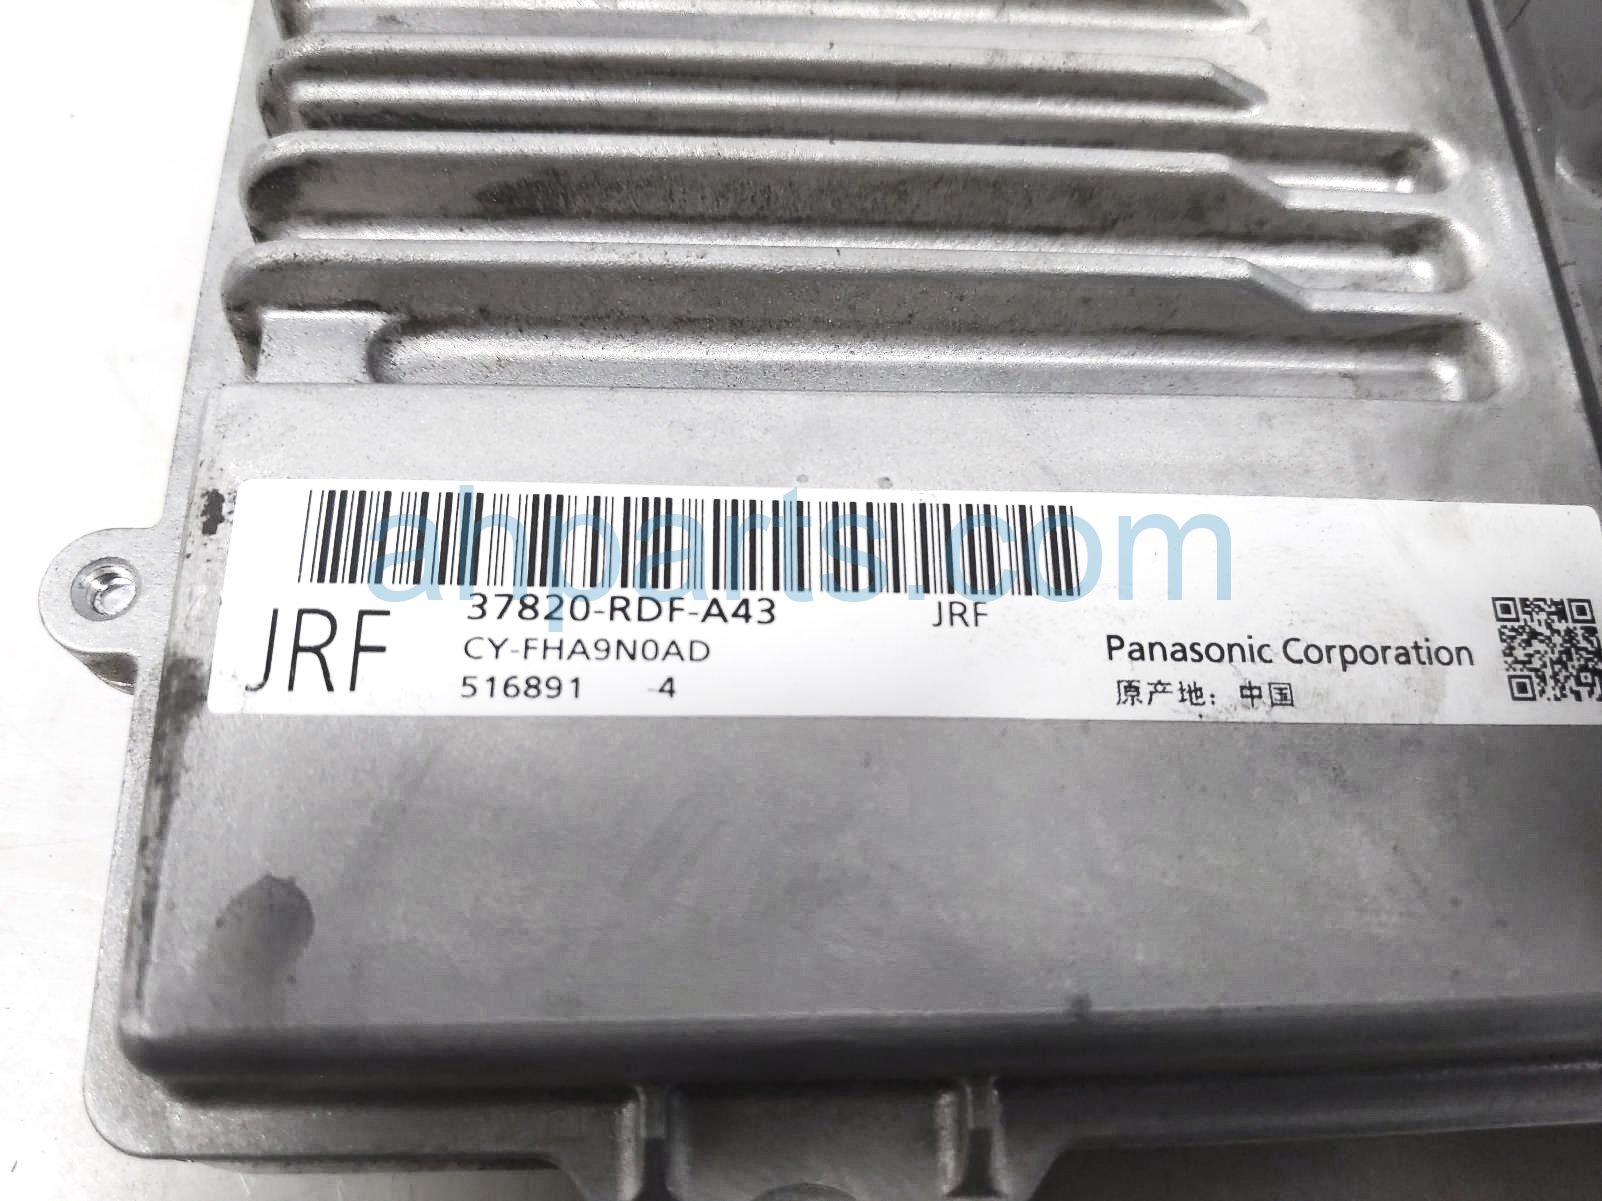 ahparts.com
37820-RDF-A43 JRF
JRF
CY-FHA9N0AD
516891 -4
Panasonic Corporation
原产地：中国